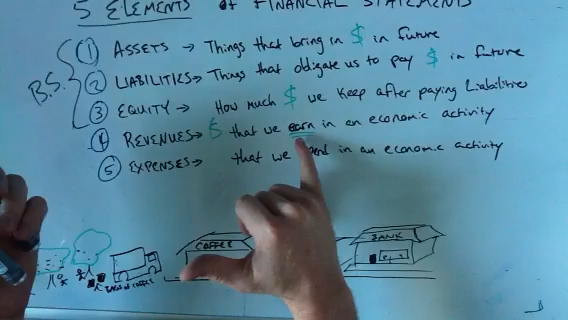 5 ELEMENTS of FINANCIAL STATEMENTS
B.S.
1 ASSETS → Things that bring in $ in future
2 LIABILITIES → Things that obligate us to pay $ in future
3 EQUITY → How much $ we keep after paying Liabilities
4 REVENUES → $ that we earn in an economic activity
5 EXPENSES → that we in an economic activity
COFFEE
BANK
coffee